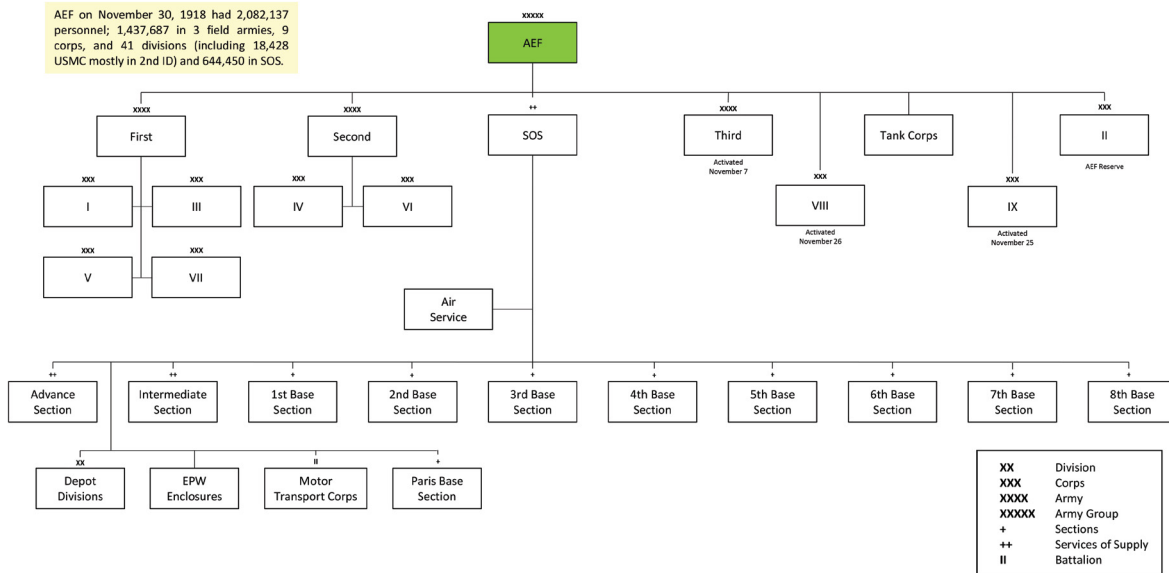 AEF on November 30, 1918 had 2,082,137
personnel; 1,437,687 in 3 field armies, 9
corps, and 41 divisions (including 18,428
USMC mostly in 2nd ID) and 644,450 in SOS.
XXXXX
AEF
XXXX
First
XXXX
Second
++
SOS
XXXX
Third
Activated
November 7
Tank Corps
XXX
II
AEF Reserve
XXX
I
XXX
III
XXX
IV
XXX
VI
XXX
VIII
Activated
November 26
XXX
IX
Activated
November 25
XXX
V
XXX
VII
Air
Service
++
Advance
Section
++
Intermediate
Section
+
1st Base
Section
+
2nd Base
Section
+
3rd Base
Section
+
4th Base
Section
+
5th Base
Section
+
6th Base
Section
+
7th Base
Section
+
8th Base
Section
XX
Depot
Divisions
EPW
Enclosures
II
Motor
Transport Corps
+
Paris Base
Section
XX Division
XXX Corps
XXXX Army
XXXXX Army Group
+ Sections
++ Services of Supply
II Battalion